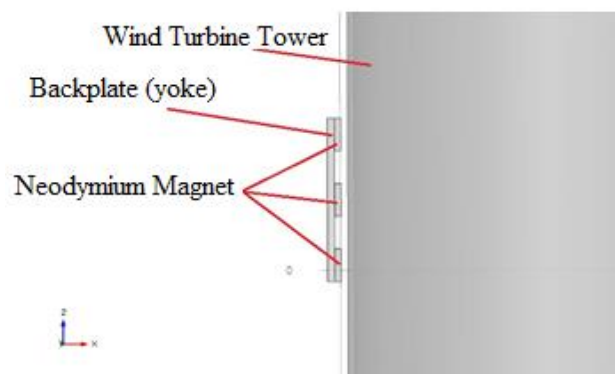 Wind Turbine Tower
Backplate (yoke)
Neodymium Magnet
0
z
x